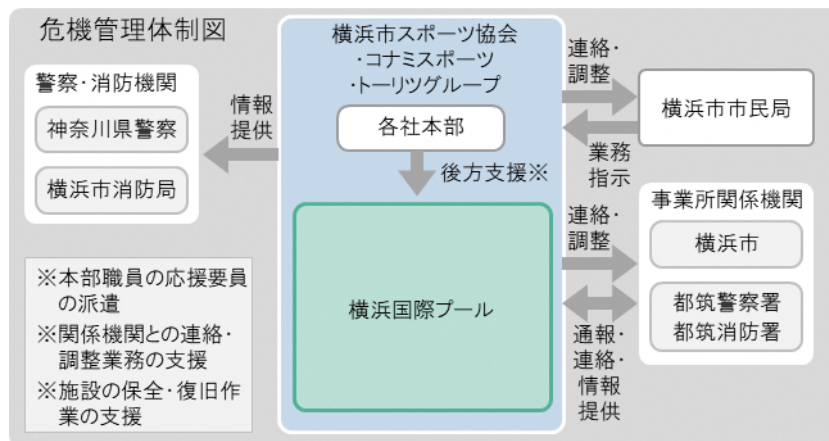 危機管理体制図
警察・消防機関
神奈川県警察
横浜市消防局
情報
提供
横浜市スポーツ協会
・コナミスポーツ
・トーリツグループ
各社本部
後方支援※
横浜国際プール
連絡・
調整
業務
指示
横浜市市民局
連絡・
調整
通報・
連絡・
情報
提供
事業所関係機関
横浜市
都筑警察署
都筑消防署
※本部職員の応援要員
の派遣
※関係機関との連絡・
調整業務の支援
※施設の保全・復旧作
業の支援